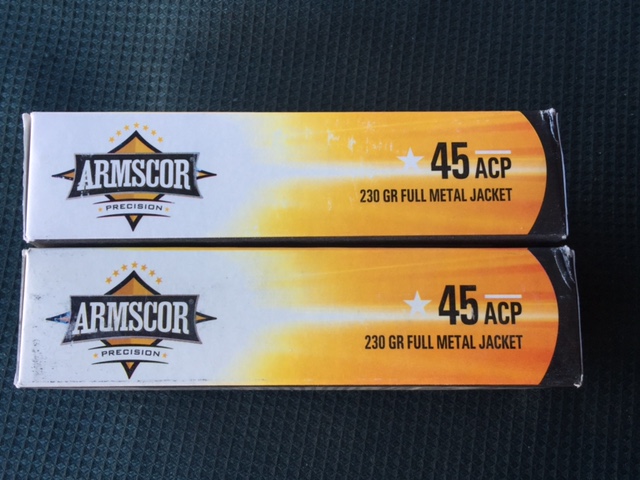 ARMSCOR
PRECISION
45 ACP
230 GR FULL METAL JACKET
ARMSCOR
PRECISION
45 ACP
230 GR FULL METAL JACKET